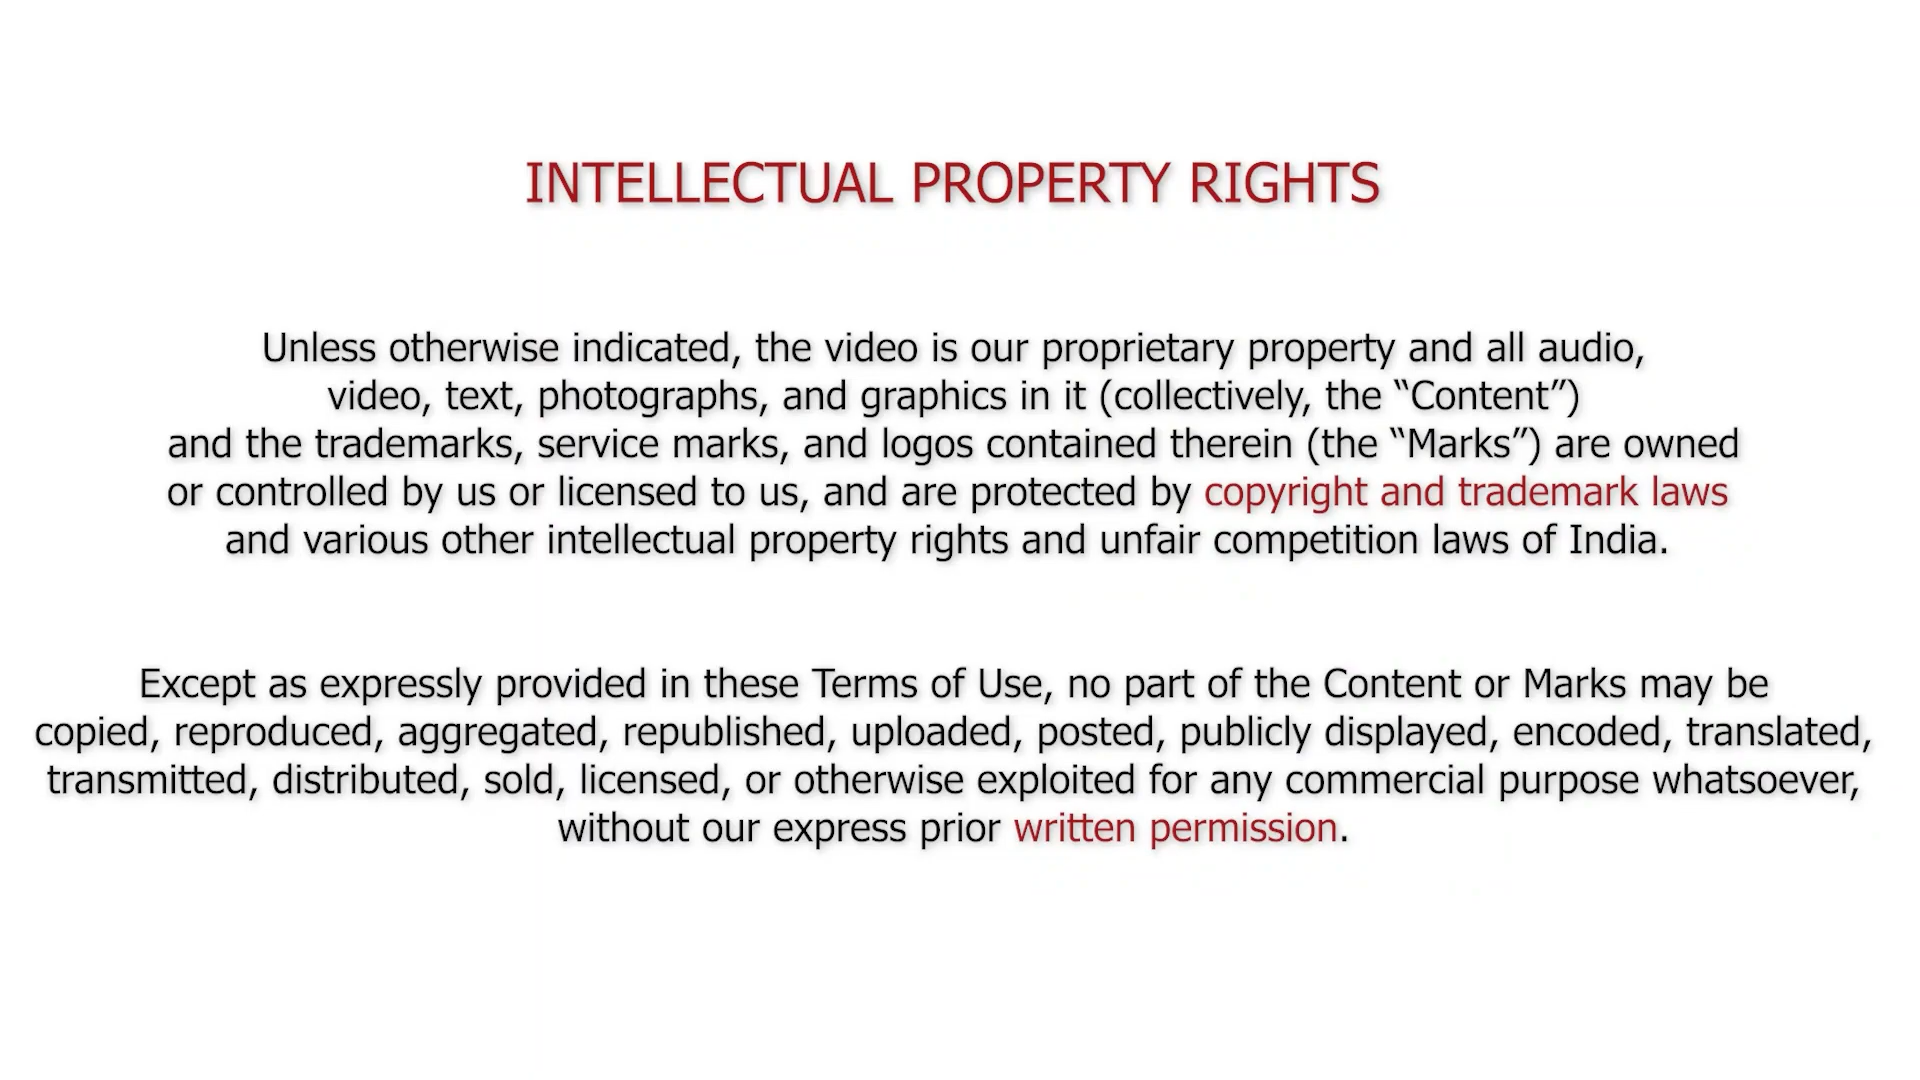 INTELLECTUAL PROPERTY RIGHTS
Unless otherwise indicated, the video is our proprietary property and all audio,
video, text, photographs, and graphics in it (collectively, the “Content”)
and the trademarks, service marks, and logos contained therein (the “Marks”) are owned
or controlled by us or licensed to us, and are protected by copyright and trademark laws
and various other intellectual property rights and unfair competition laws of India.
Except as expressly provided in these Terms of Use, no part of the Content or Marks may be
copied, reproduced, aggregated, republished, uploaded, posted, publicly displayed, encoded, translated,
transmitted, distributed, sold, licensed, or otherwise exploited for any commercial purpose whatsoever,
without our express prior written permission.